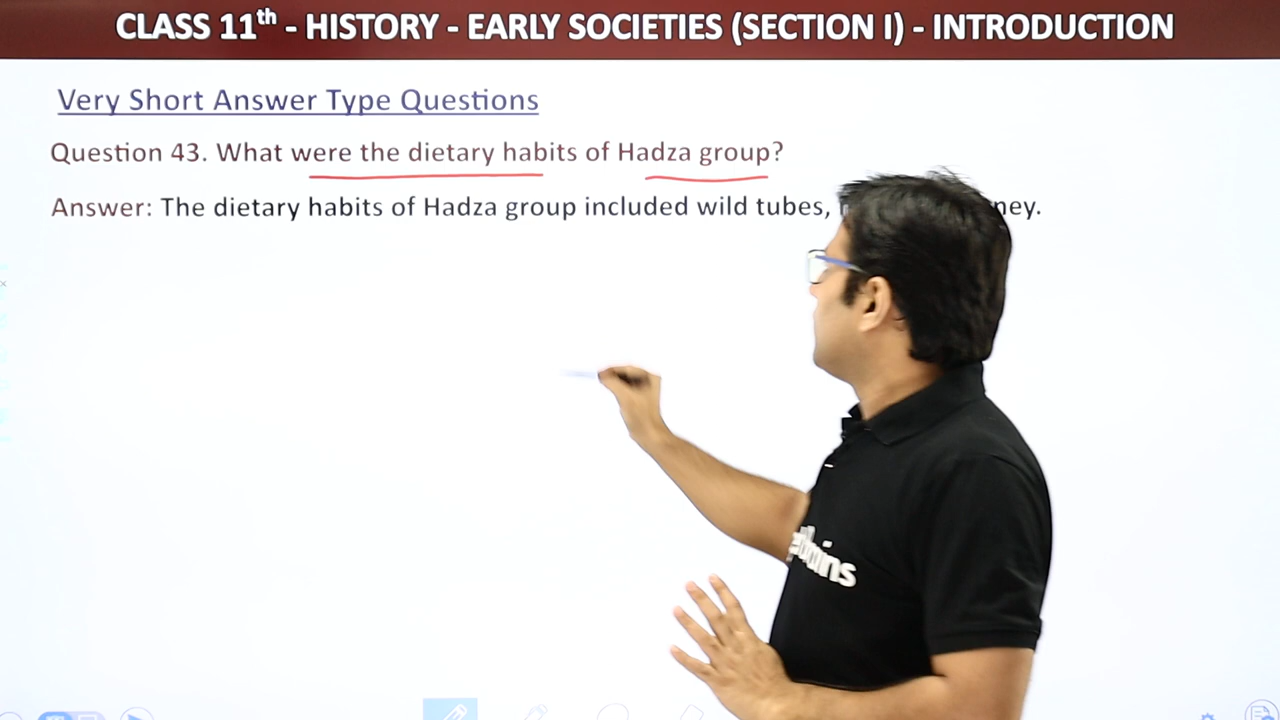 CLASS 11th - HISTORY - EARLY SOCIETIES (SECTION I) - INTRODUCTION
Very Short Answer Type Questions
Question 43. What were the dietary habits of Hadza group?
Answer: The dietary habits of Hadza group included wild tubes,